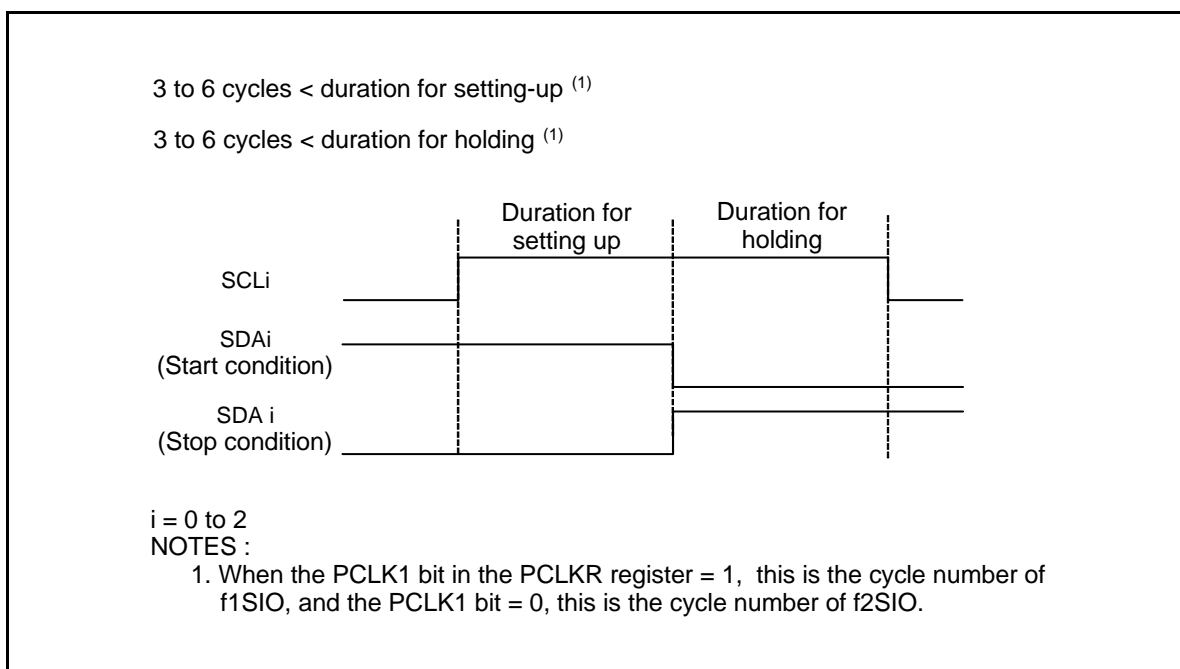 3 to 6 cycles < duration for setting-up (1)
3 to 6 cycles < duration for holding (1)
Duration for
setting up
Duration for
holding
SCLi
SDAi
(Start condition)
SDA i
(Stop condition)
i = 0 to 2
NOTES :
1. When the PCLK1 bit in the PCLKR register = 1, this is the cycle number of
f1SIO, and the PCLK1 bit = 0, this is the cycle number of f2SIO.